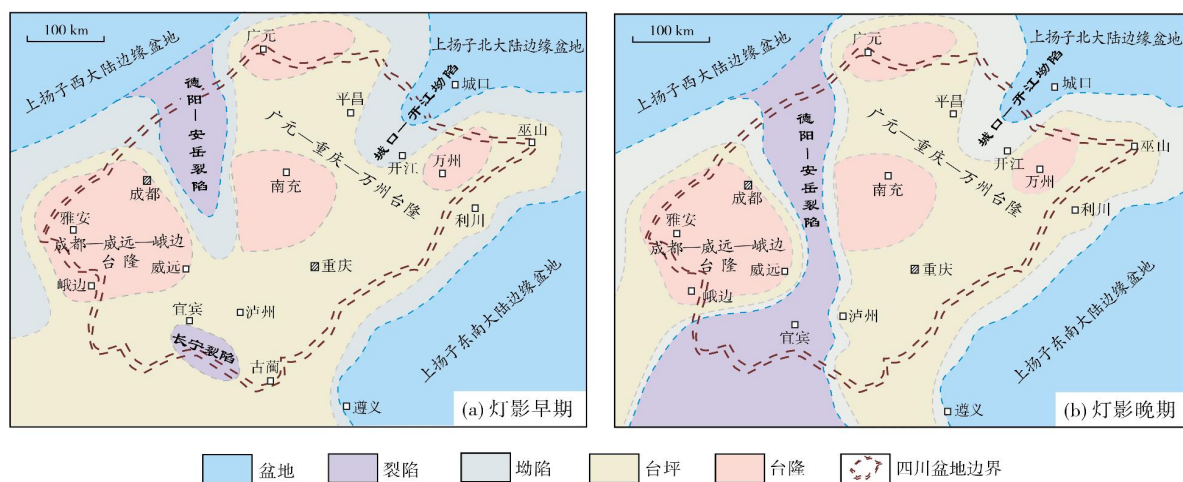 100 km
上扬子西大陆边缘盆地
广元
上扬子北大陆边缘盆地
德阳—安岳裂陷
平昌
城口
城口—开江坳陷
广元—重庆—万州台隆
巫山
开江
万州
成都
南充
雅安
利川
成都—威远—峨边
台隆
威远
重庆
峨边
宜宾
泸州
长宁裂陷
古蔺
上扬子东南大陆边缘盆地
遵义
(a) 灯影早期
100 km
上扬子西大陆边缘盆地
广元
上扬子北大陆边缘盆地
德阳—安岳裂陷
平昌
城口
城口—开江坳陷
广元—重庆—万州台隆
巫山
开江
万州
成都
南充
雅安
利川
成都—威远—峨边
台隆
威远
重庆
峨边
宜宾
泸州
上扬子东南大陆边缘盆地
遵义
(b) 灯影晚期
盆地
裂陷
坳陷
台坪
台隆
四川盆地边界